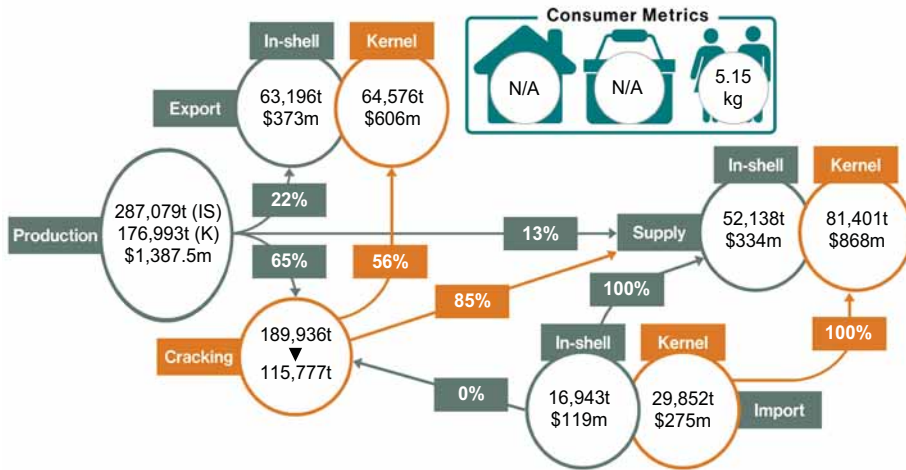 Consumer Metrics
N/A
N/A
5.15
kg
In-shell
Kernel
Export
63,196t
$373m
64,576t
$606m
Production
287,079t (IS)
176,993t (K)
$1,387.5m
22%
65%
56%
13%
85%
Supply
In-shell
Kernel
52,138t
$334m
81,401t
$868m
100%
100%
Cracking
189,936t
▼
115,777t
0%
In-shell
Kernel
16,943t
$119m
29,852t
$275m
Import